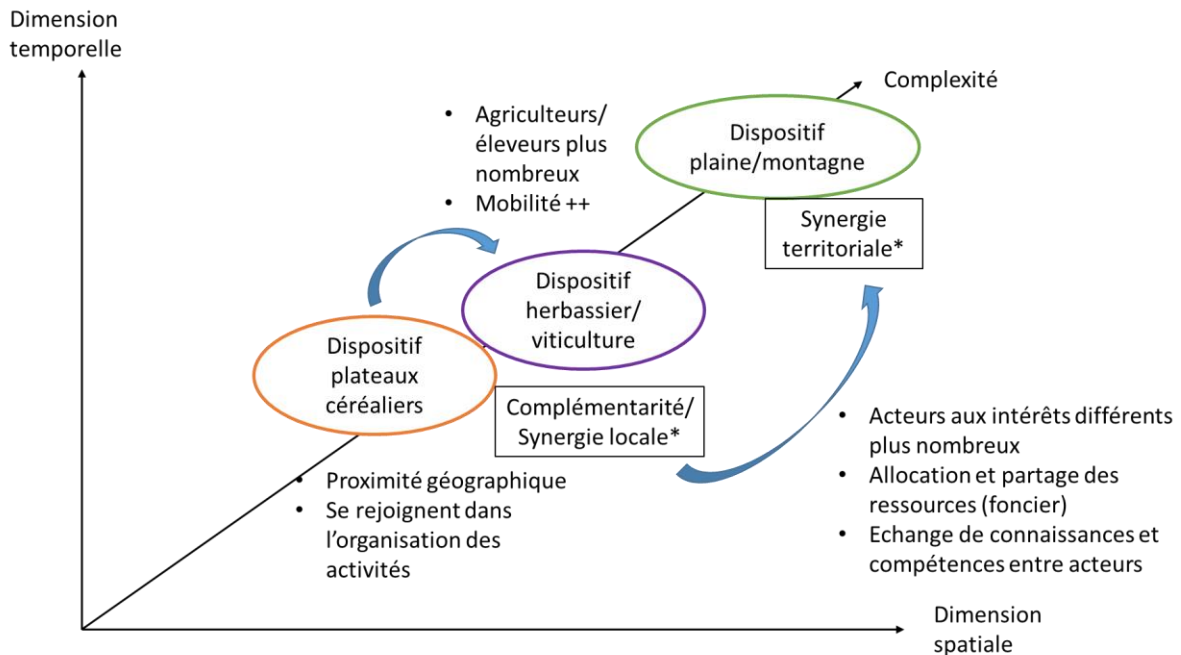 Dimension
temporelle
Complexité
• Agriculteurs/
éleveurs plus
nombreux
• Mobilité ++
Dispositif
plaine/montagne
Synergie
territoriale*
Dispositif
herbassier/
viticulture
Dispositif
plateaux
céréaliers
Complémentarité/
Synergie locale*
• Proximité géographique
• Se rejoignent dans
l’organisation des
activités
• Acteurs aux intérêts différents
plus nombreux
• Allocation et partage des
ressources (foncier)
• Echange de connaissances et
compétences entre acteurs
Dimension
spatiale